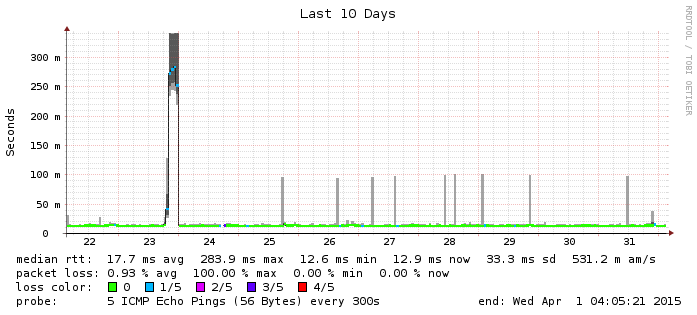 Last 10 Days
RRDTOOL / TOBI OETIKER
Seconds
300 m
250 m
200 m
150 m
100 m
50 m
0
22 23 24 25 26 27 28 29 30 31
median rtt: 17.7 ms avg 283.9 ms max 12.6 ms min 12.9 ms now 33.3 ms sd 531.2 m am/s
packet loss: 0.93 % avg 100.00 % max 0.00 % min 0.00 % now
loss color: 0 1/5 2/5 3/5 4/5
probe: 5 ICMP Echo Pings (56 Bytes) every 300s end: Wed Apr 1 04:05:21 2015